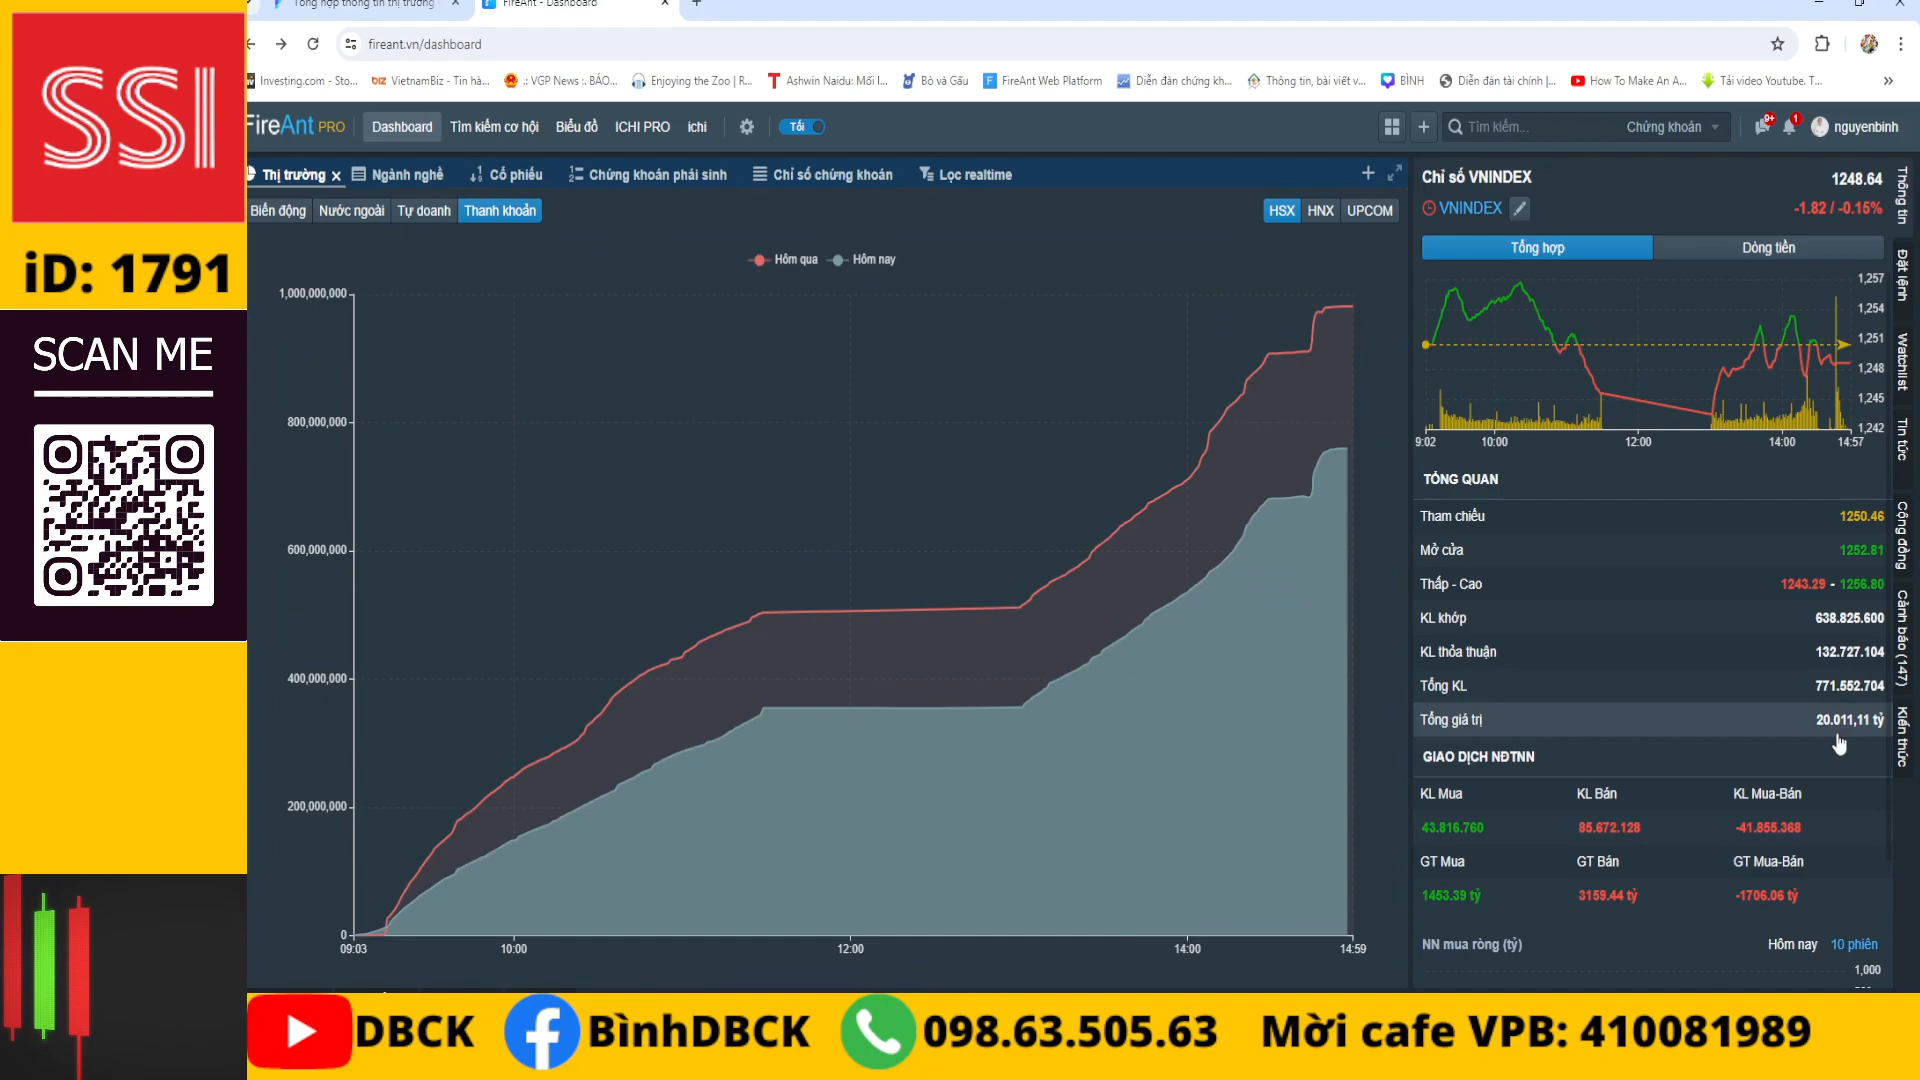 SSI
iD: 1791
SCAN ME
Tổng hợp thông tin thị trường
FireAnt - Dashboard
fireant.vn/dashboard
Investing.com - Sto...
VietnamBiz - Tin hà...
.: VGP News :. BÁO...
Enjoying the Zoo | R...
Ashwin Naidu: Mối l...
Bò và Gấu
FireAnt Web Platform
Diễn đàn chứng kh...
Thông tin, bài viết v...
BÌNH
Diễn đàn tài chính |...
How To Make An A...
Tải video Youtube. T...
»
FireAnt PRO
Dashboard
Tìm kiếm cơ hội
Biểu đồ
ICHI PRO
ichi
Tối
Tìm kiếm...
Chứng khoán
9+
1
nguyenbinh
Thị trường x
Ngành nghề
Cổ phiếu
Chứng khoán phái sinh
Chỉ số chứng khoán
Lọc realtime
Biến động
Nước ngoài
Tự doanh
Thanh khoản
HSX
HNX
UPCOM
Hôm qua
Hôm nay
1,000,000,000
800,000,000
600,000,000
400,000,000
200,000,000
0
09:03
10:00
12:00
14:00
14:59
Chỉ số VNINDEX
1248.64
VNINDEX
-1.82 / -0.15%
Tổng hợp
Dòng tiền
1,257
1,254
1,251
1,248
1,245
1,242
9:02
10:00
12:00
14:00
14:57
TỔNG QUAN
Tham chiếu 1250.46
Mở cửa 1252.81
Thấp - Cao 1243.29 - 1256.80
KL khớp 638.825.600
KL thỏa thuận 132.727.104
Tổng KL 771.552.704
Tổng giá trị 20.011,11 tỷ
GIAO DỊCH NĐTNN
KL Mua KL Bán KL Mua-Bán
43.816.760 85.672.128 -41.855.368
GT Mua GT Bán GT Mua-Bán
1453.39 tỷ 3159.44 tỷ -1706.06 tỷ
NN mua ròng (tỷ) Hôm nay 10 phiên
1,000
Thông tin
Đặt lệnh
Watchlist
Tin tức
Cộng đồng
Cảnh báo (147)
Kiến thức
DBCK
BìnhDBCK
098.63.505.63
Mời cafe VPB: 410081989